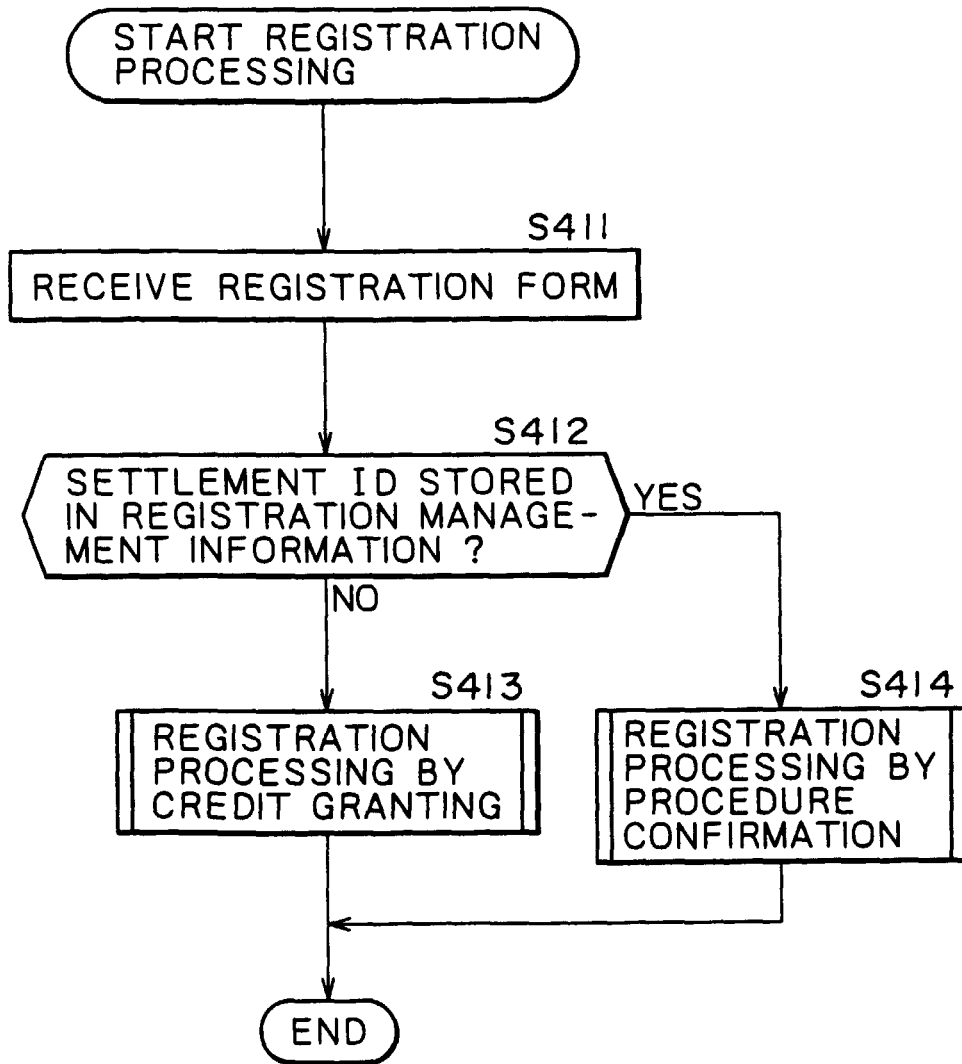 START REGISTRATION
PROCESSING
S411
RECEIVE REGISTRATION FORM
S412
SETTLEMENT ID STORED
IN REGISTRATION MANAGE-
MENT INFORMATION ?
YES
NO
S413
REGISTRATION
PROCESSING BY
CREDIT GRANTING
S414
REGISTRATION
PROCESSING BY
PROCEDURE
CONFIRMATION
END